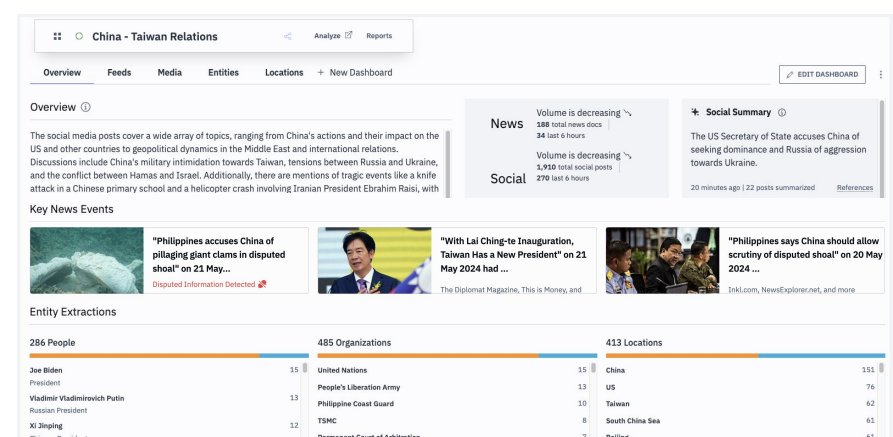 China - Taiwan Relations
Analyze
Reports
Overview
Feeds
Media
Entities
Locations
+ New Dashboard
EDIT DASHBOARD
Overview
The social media posts cover a wide array of topics, ranging from China's actions and their impact on the
US and other countries to geopolitical dynamics in the Middle East and international relations.
Discussions include China's military intimidation towards Taiwan, tensions between Russia and Ukraine,
and the conflict between Hamas and Israel. Additionally, there are mentions of tragic events like a knife
attack in a Chinese primary school and a helicopter crash involving Iranian President Ebrahim Raisi, with
News
Volume is decreasing
188 total news docs
34 last 6 hours
Social
Volume is decreasing
1,910 total social posts
270 last 6 hours
Social Summary
The US Secretary of State accuses China of
seeking dominance and Russia of aggression
towards Ukraine.
20 minutes ago | 22 posts summarized
References
Key News Events
"Philippines accuses China of
pillaging giant clams in disputed
shoal" on 21 May...
Disputed Information Detected
"With Lai Ching-te Inauguration,
Taiwan Has a New President" on 21
May 2024 had ...
The Diplomat Magazine, This is Money, and
"Philippines says China should allow
scrutiny of disputed shoal" on 20 May
2024 ...
Inkl.com, NewsExplorer.net, and more
Entity Extractions
286 People
Joe Biden 15
President
Vladimir Vladimirovich Putin 13
Russian President
Xi Jinping 12
485 Organizations
United Nations 15
People's Liberation Army 13
Philippine Coast Guard 10
TSMC 8
Permanent Court of Arbitration 7
413 Locations
China 151
US 76
Taiwan 62
South China Sea 61
Beijing 61